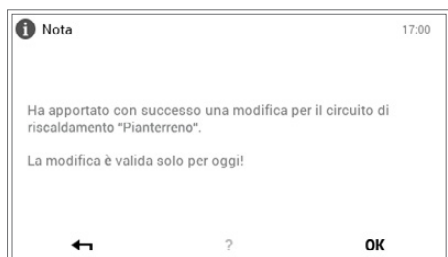 Nota
17:00
Ha apportato con successo una modifica per il circuito di
riscaldamento "Pianterreno".
La modifica è valida solo per oggi!
?
OK